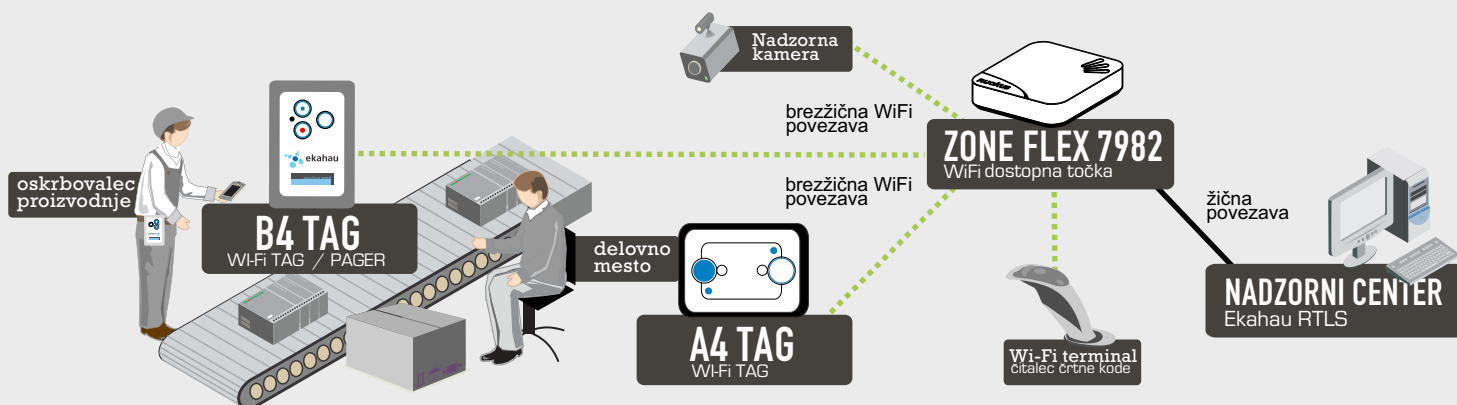 Nadzorna
kamera
ruckus
brezžična WiFi
povezava
ZONE FLEX 7982
WiFi dostopna točka
ekahau
oskrbovalec
proizvodnje
brezžična WiFi
povezava
žična
povezava
B4 TAG
WI-Fi TAG / PAGER
delovno
mesto
NADZORNI CENTER
Ekahau RTLS
A4 TAG
WI-Fi TAG
Wi-Fi terminal
čitalec črtne kode